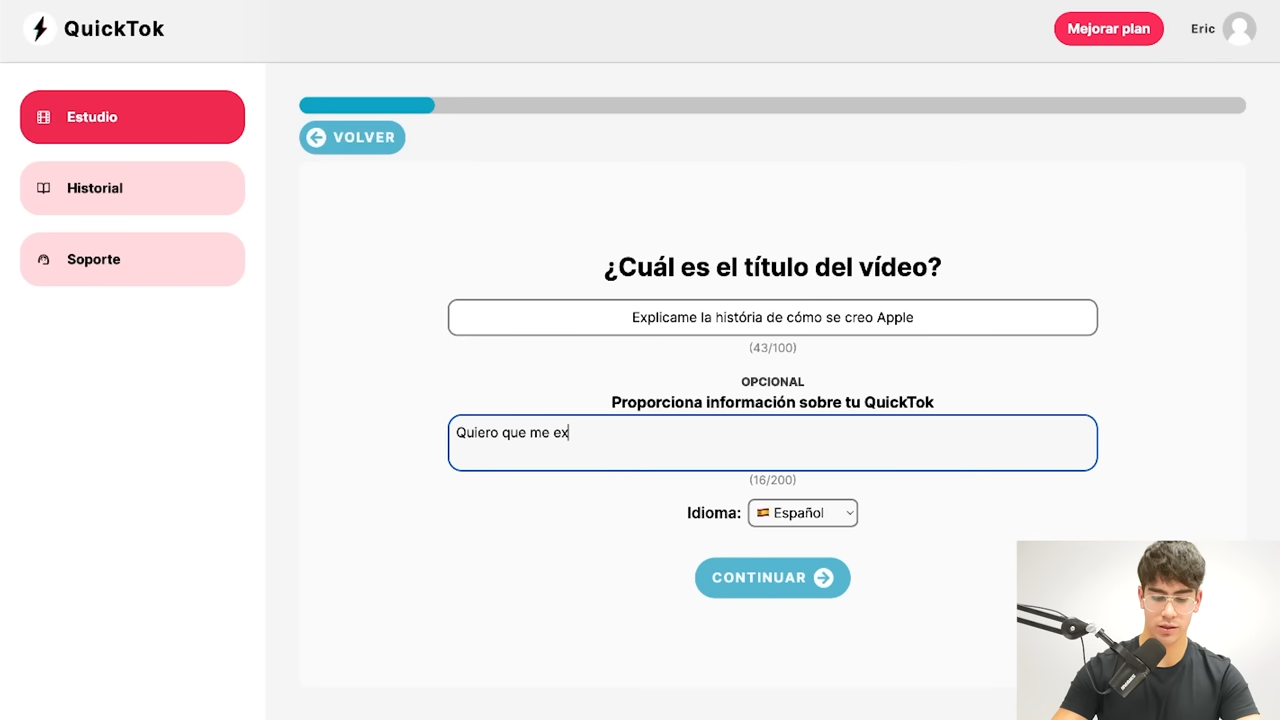 QuickTok
Mejorar plan
Eric
Estudio
Historial
Soporte
VOLVER
¿Cuál es el título del vídeo?
Explicame la história de cómo se creo Apple
(43/100)
OPCIONAL
Proporciona información sobre tu QuickTok
Quiero que me ex
(16/200)
Idioma: Español
CONTINUAR